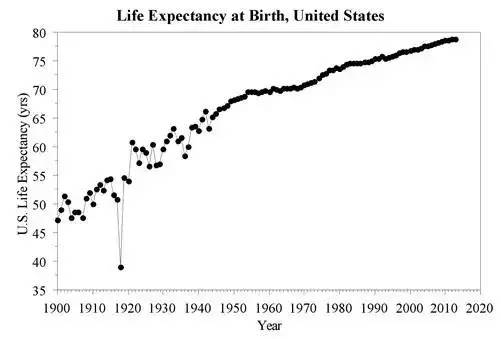 Life Expectancy at Birth, United States
U.S. Life Expectancy (yrs)
80
75
70
65
60
55
50
45
40
35
1900 1910 1920 1930 1940 1950 1960 1970 1980 1990 2000 2010 2020
Year